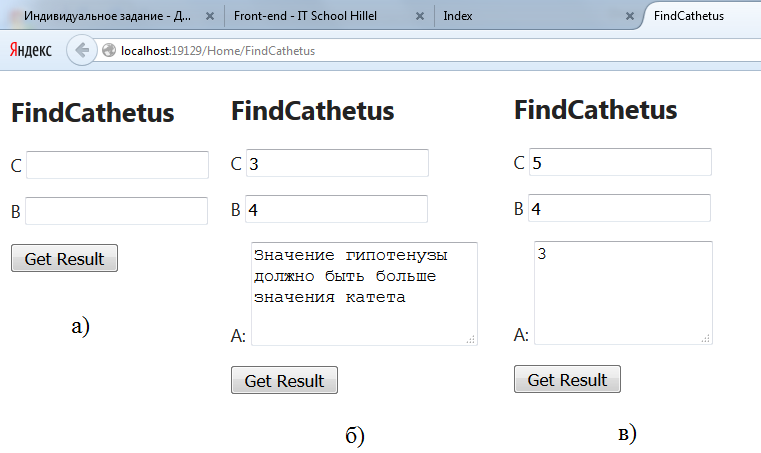 Индивидуальное задание - Д...
Front-end - IT School Hillel
Index
FindCathetus
Яндекс
localhost:19129/Home/FindCathetus
FindCathetus
C
B
Get Result
а)
FindCathetus
C 3
B 4
A: Значение гипотенузы
должно быть больше
значения катета
Get Result
б)
FindCathetus
C 5
B 4
A: 3
Get Result
в)